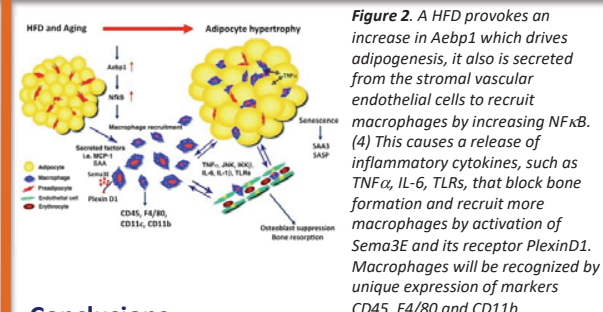 HFD and Aging
Adipocyte hypertrophy
Aebp1 ↑
NfkB ↑
TNFα
Macrophage recruitment
Senescence
SAA3
SASP
Secreted factors
i.e. MCP-1
SAA
Sema3E
Plexin D1
Adipocyte
Macrophage
Preadipocyte
Endothelial cell
Erythrocyte
TNFα, JNK, IKKβ,
IL-6, IL-1β, TLRs
CD45, F4/80,
CD11c, CD11b
Osteoblast suppression
Bone resorption
Figure 2. A HFD provokes an
increase in Aebp1 which drives
adipogenesis, it also is secreted
from the stromal vascular
endothelial cells to recruit
macrophages by increasing NFκB.
(4) This causes a release of
inflammatory cytokines, such as
TNFα, IL-6, TLRs, that block bone
formation and recruit more
macrophages by activation of
Sema3E and its receptor PlexinD1.
Macrophages will be recognized by
unique expression of markers
CD45, F4/80 and CD11b
Conclusions